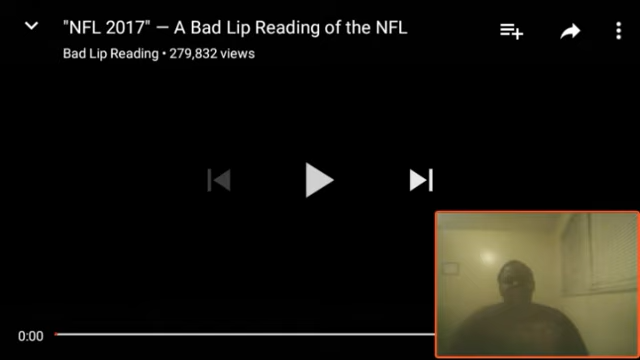 "NFL 2017" — A Bad Lip Reading of the NFL
Bad Lip Reading • 279,832 views
0:00